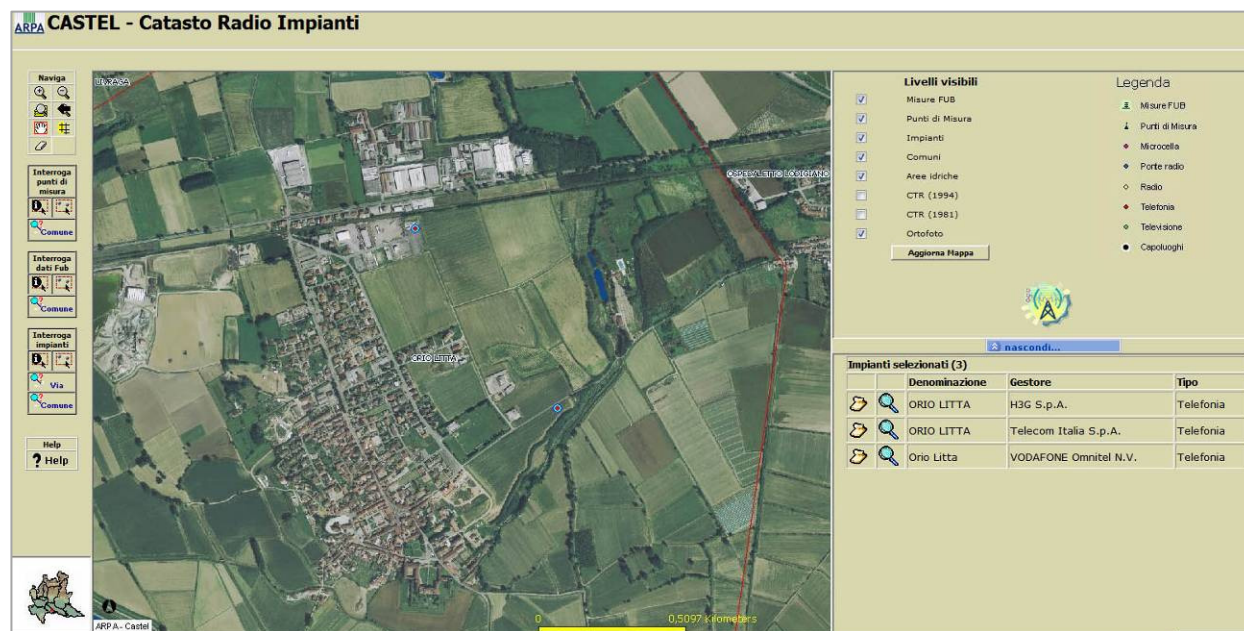 ARPA CASTEL - Catasto Radio Impianti
Naviga
Interroga
punti di
misura
Comune
Interroga
dati Fub
Comune
Interroga
impianti
Via
Comune
Help
? Help
LIVRAGA
OSPEDALETTO LODIGIANO
ORIO LITTA
0
0,5097 Kilometers
ARPA - Castel
Livelli visibili
Misure FUB
Punti di Misura
Impianti
Comuni
Aree idriche
CTR (1994)
CTR (1981)
Ortofoto
Aggiorna Mappa
Legenda
Misure FUB
Punti di Misura
Microcella
Ponte radio
Radio
Telefonia
Televisione
Capoluoghi
nascondi...
Impianti selezionati (3)
Denominazione Gestore Tipo
ORIO LITTA H3G S.p.A. Telefonia
ORIO LITTA Telecom Italia S.p.A. Telefonia
Orio Litta VODAFONE Omnitel N.V. Telefonia